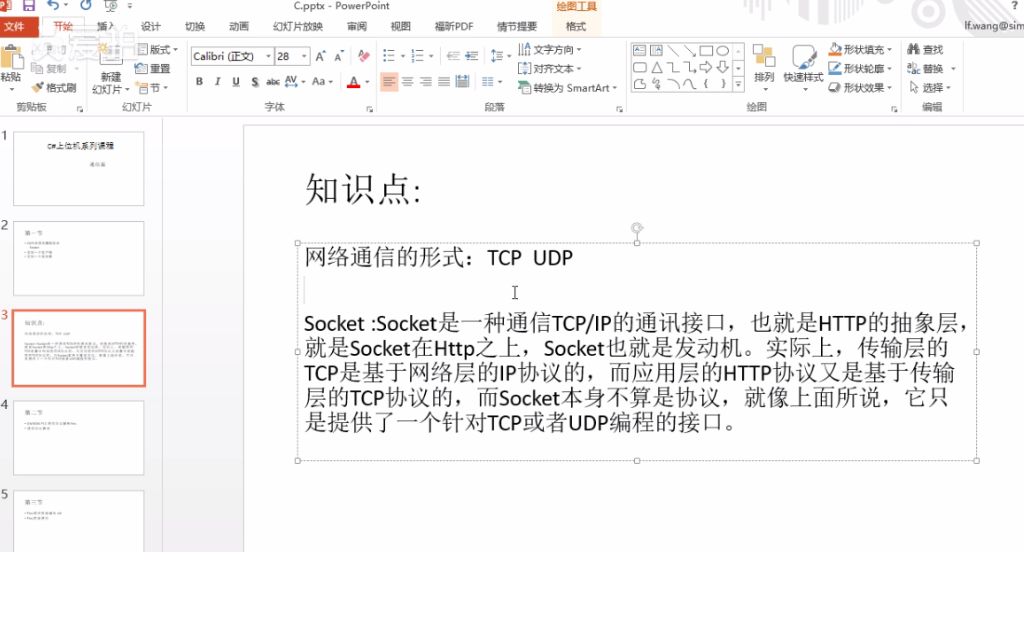 C.pptx - PowerPoint
绘图工具
?
文件 开始 插入 设计 切换 动画 幻灯片放映 审阅 视图 福昕PDF 情节提要 格式
lf.wang@sim
粘贴 复制 格式刷
剪贴板
新建 幻灯片 版式 重置 节
幻灯片
Calibri (正文) 28
B I U S abc AV Aa A
字体
文字方向
对齐文本
转换为 SmartArt
段落
排列 快速样式
形状填充
形状轮廓
形状效果
绘图
查找
替换
选择
编辑
1
C#上位机系列课程
通信篇
2
第一节
3
知识点:
4
第二节
5
第三节
知识点:
网络通信的形式：TCP UDP
Socket :Socket是一种通信TCP/IP的通讯接口，也就是HTTP的抽象层，
就是Socket在Http之上，Socket也就是发动机。实际上，传输层的
TCP是基于网络层的IP协议的，而应用层的HTTP协议又是基于传输
层的TCP协议的，而Socket本身不算是协议，就像上面所说，它只
是提供了一个针对TCP或者UDP编程的接口。